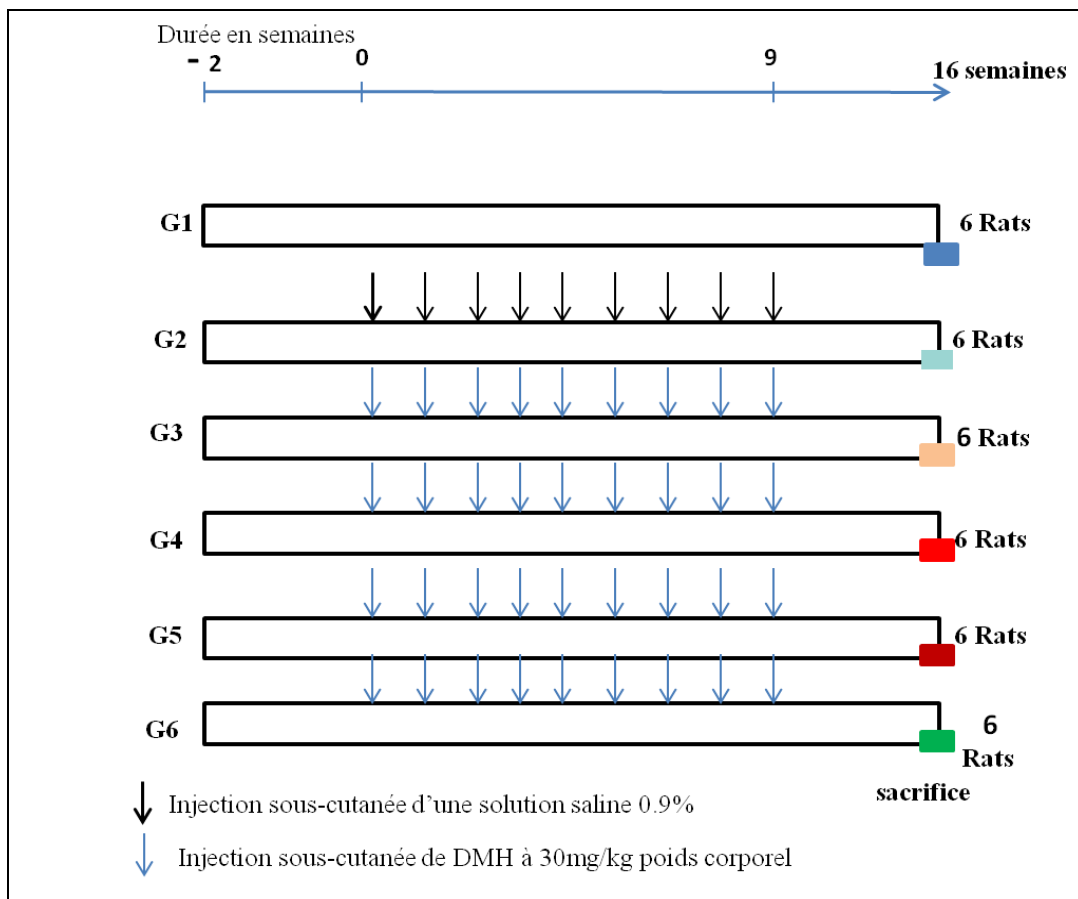 Durée en semaines
- 2 0 9 16 semaines
G1 6 Rats
G2 6 Rats
G3 6 Rats
G4 6 Rats
G5 6 Rats
G6 6
Rats
sacrifice
Injection sous-cutanée d'une solution saline 0.9%
Injection sous-cutanée de DMH à 30mg/kg poids corporel